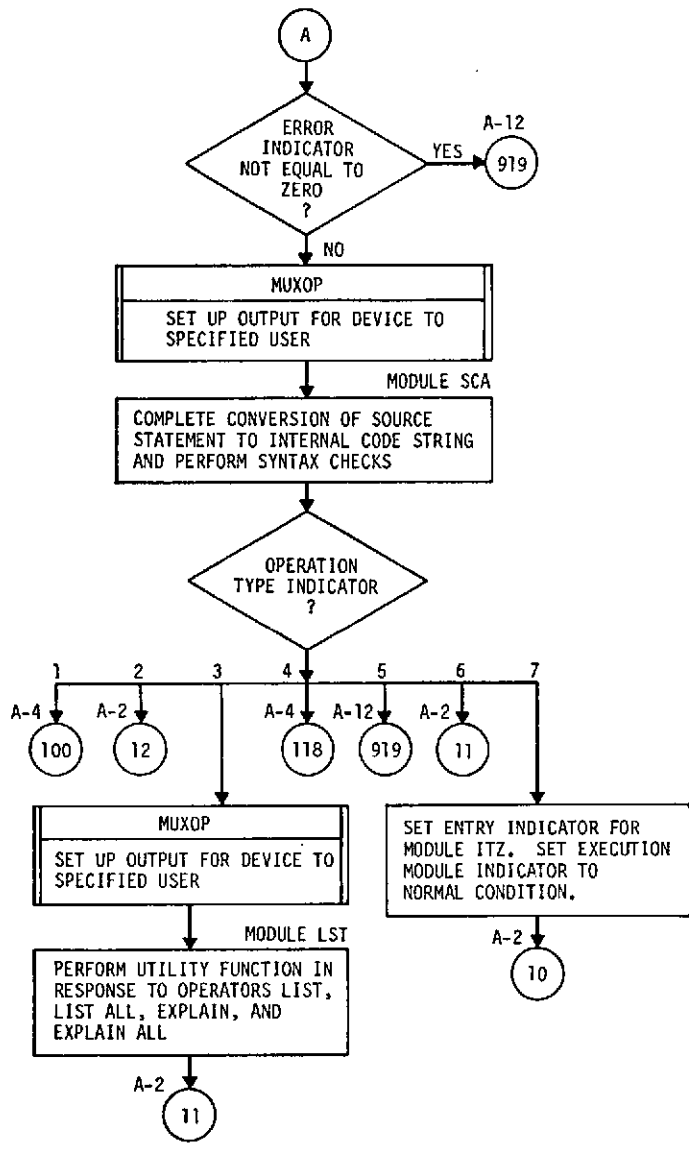 A
ERROR
INDICATOR
NOT EQUAL TO
ZERO
?
YES
A-12
919
NO
MUXOP
SET UP OUTPUT FOR DEVICE TO
SPECIFIED USER
MODULE SCA
COMPLETE CONVERSION OF SOURCE
STATEMENT TO INTERNAL CODE STRING
AND PERFORM SYNTAX CHECKS
OPERATION
TYPE INDICATOR
?
1 2 3 4 5 6 7
A-4 A-2 A-4 A-12 A-2
100 12 118 919 11
MUXOP
SET UP OUTPUT FOR DEVICE TO
SPECIFIED USER
MODULE LST
PERFORM UTILITY FUNCTION IN
RESPONSE TO OPERATORS LIST,
LIST ALL, EXPLAIN, AND
EXPLAIN ALL
A-2
11
SET ENTRY INDICATOR FOR
MODULE ITZ. SET EXECUTION
MODULE INDICATOR TO
NORMAL CONDITION.
A-2
10